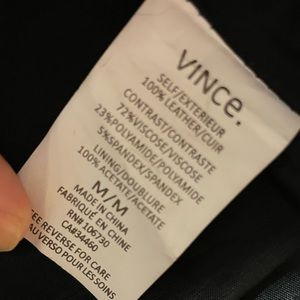 VINCE.
SELF/EXTERIEUR
100% LEATHER/CUIR
CONTRAST/CONTRASTE
72%VISCOSE/VISCOSE
23%POLYAMIDE/POLYAMIDE
5%SPANDEX/SPANDEX
LINING/DOUBLURE
100% ACETATE/ACETATE
M/M
MADE IN CHINA
FABRIQUÉ EN CHINE
RN# 106730
CA#34460
EE REVERSE FOR CARE
AU VERSO POUR LES SOINS